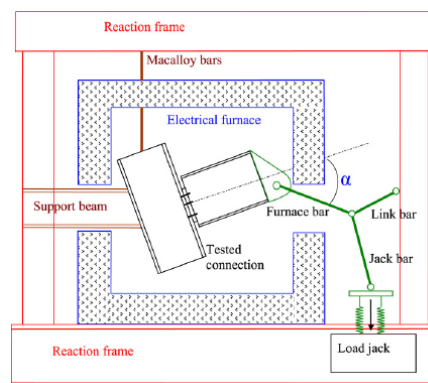 Reaction frame
Macalloy bars
Electrical furnace
α
Support beam
Furnace bar
Link bar
Tested
connection
Jack bar
Reaction frame
Load jack